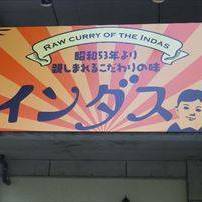 RAW CURRY OF THE INDAS
昭和53年より
親しまれるこだわりの味
インダス